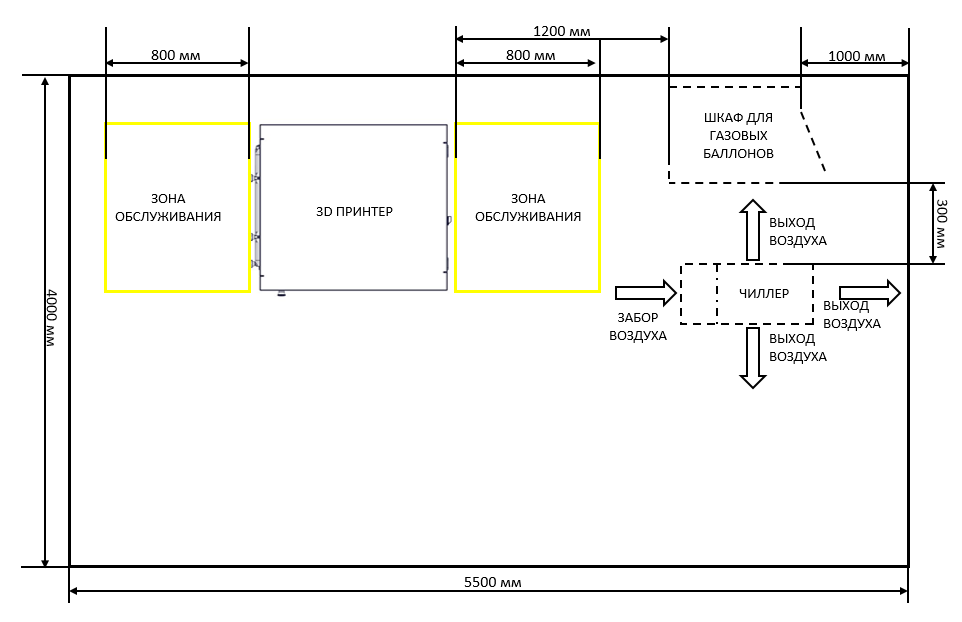 1200 мм
800 мм
800 мм
1000 мм
ШКАФ ДЛЯ
ГАЗОВЫХ
БАЛЛОНОВ
ЗОНА
ОБСЛУЖИВАНИЯ
3D ПРИНТЕР
ЗОНА
ОБСЛУЖИВАНИЯ
300 мм
ВЫХОД
ВОЗДУХА
ЧИЛЛЕР
ЗАБОР
ВОЗДУХА
ВЫХОД
ВОЗДУХА
ВЫХОД
ВОЗДУХА
4000 мм
5500 мм